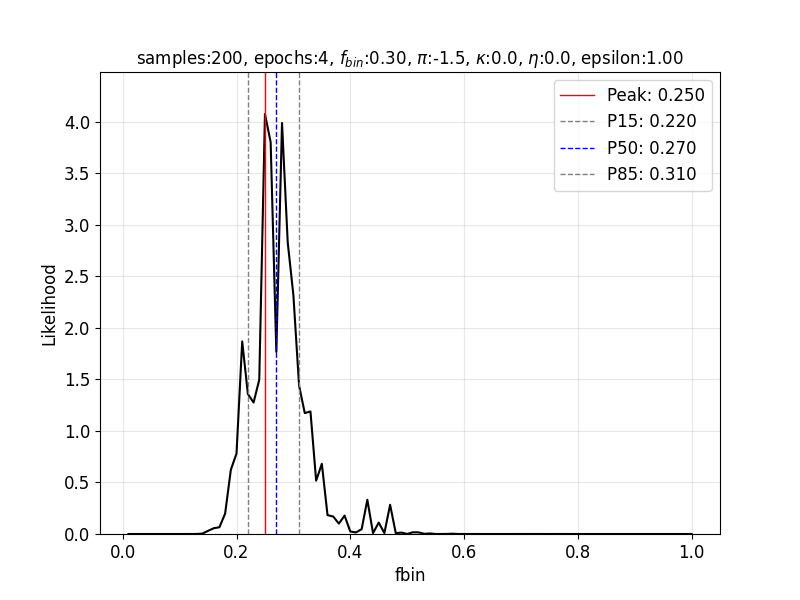 samples:200, epochs:4, f_bin:0.30, π:-1.5, κ:0.0, η:0.0, epsilon:1.00
Peak: 0.250
P15: 0.220
P50: 0.270
P85: 0.310
4.0
3.5
3.0
2.5
2.0
1.5
1.0
0.5
0.0
Likelihood
0.0 0.2 0.4 0.6 0.8 1.0
fbin